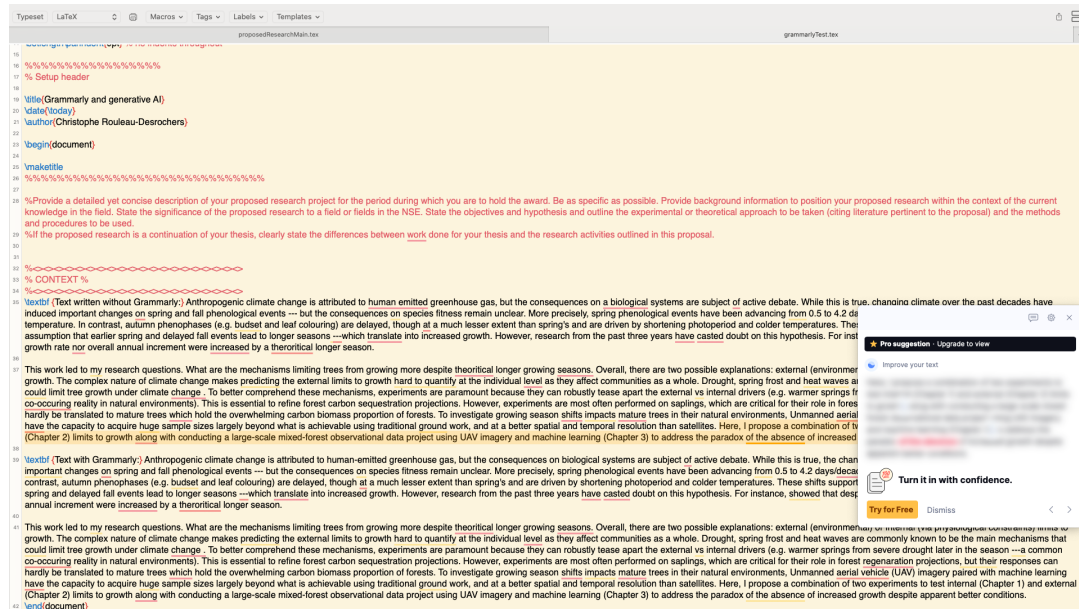 Typeset LaTeX Macros Tags Labels Templates
proposedResearchMain.tex grammarlyTest.tex
15
16 %%%%%%%%%%%%%%%%%
17 % Setup header
18
19 \title{Grammarly and generative AI}
20 \date{\today}
21 \author{Christophe Rouleau-Desrochers}
22
23 \begin{document}
24
25 \maketitle
26 %%%%%%%%%%%%%%%%%%%%%%%%%%%%%%
27
28 %Provide a detailed yet concise description of your proposed research project for the period during which you are to hold the award. Be as specific as possible. Provide background information to position your proposed research within the context of the current
knowledge in the field. State the significance of the proposed research to a field or fields in the NSE. State the objectives and hypothesis and outline the experimental or theoretical approach to be taken (citing literature pertinent to the proposal) and the methods
and procedures to be used.
29 %If the proposed research is a continuation of your thesis, clearly state the differences between work done for your thesis and the research activities outlined in this proposal.
30
31
32 %<><><><><><><><><><><><><><>
33 % CONTEXT %
34 %<><><><><><><><><><><><><><>
35 \textbf {Text written without Grammarly:} Anthropogenic climate change is attributed to human emitted greenhouse gas, but the consequences on a biological systems are subject of active debate. While this is true, changing climate over the past decades have
induced important changes on spring and fall phenological events --- but the consequences on species fitness remain unclear. More precisely, spring phenological events have been advancing from 0.5 to 4.2 da
temperature. In contrast, autumn phenophases (e.g. budset and leaf colouring) are delayed, though at a much lesser extent than spring's and are driven by shortening photoperiod and colder temperatures. Thes
assumption that earlier spring and delayed fall events lead to longer seasons ---which translate into increased growth. However, research from the past three years have casted doubt on this hypothesis. For inst
growth rate nor overall annual increment were increased by a theroritical longer season.
36
37 This work led to my research questions. What are the mechanisms limiting trees from growing more despite theoritical longer growing seasons. Overall, there are two possible explanations: external (environmen
growth. The complex nature of climate change makes predicting the external limits to growth hard to quantify at the individual level as they affect communities as a whole. Drought, spring frost and heat waves ar
could limit tree growth under climate change . To better comprehend these mechanisms, experiments are paramount because they can robustly tease apart the external vs internal drivers (e.g. warmer springs fr
co-occuring reality in natural environments). This is essential to refine forest carbon sequestration projections. However, experiments are most often performed on saplings, which are critical for their role in fores
hardly be translated to mature trees which hold the overwhelming carbon biomass proportion of forests. To investigate growing season shifts impacts mature trees in their natural environments, Unmanned aerial
have the capacity to acquire huge sample sizes largely beyond what is achievable using traditional ground work, and at a better spatial and temporal resolution than satellites. Here, I propose a combination of tw
(Chapter 2) limits to growth along with conducting a large-scale mixed-forest observational data project using UAV imagery and machine learning (Chapter 3) to address the paradox of the absence of increased
38
39 \textbf {Text with Grammarly:} Anthropogenic climate change is attributed to human-emitted greenhouse gas, but the consequences on biological systems are subject of active debate. While this is true, the chan
important changes on spring and fall phenological events --- but the consequences on species fitness remain unclear. More precisely, spring phenological events have been advancing from 0.5 to 4.2 days/decad
contrast, autumn phenophases (e.g. budset and leaf colouring) are delayed, though at a much lesser extent than spring's and are driven by shortening photoperiod and colder temperatures. These shifts support
spring and delayed fall events lead to longer seasons ---which translate into increased growth. However, research from the past three years have casted doubt on this hypothesis. For instance, showed that desp
annual increment were increased by a theroritical longer season.
40
41 This work led to my research questions. What are the mechanisms limiting trees from growing more despite theoritical longer growing seasons. Overall, there are two possible explanations: external (environmental) or internal (via physiological constraints) limits to
growth. The complex nature of climate change makes predicting the external limits to growth hard to quantify at the individual level as they affect communities as a whole. Drought, spring frost and heat waves are commonly known to be the main mechanisms that
could limit tree growth under climate change . To better comprehend these mechanisms, experiments are paramount because they can robustly tease apart the external vs internal drivers (e.g. warmer springs from severe drought later in the season ---a common
co-occuring reality in natural environments). This is essential to refine forest carbon sequestration projections. However, experiments are most often performed on saplings, which are critical for their role in forest regenaration projections, but their responses can
hardly be translated to mature trees which hold the overwhelming carbon biomass proportion of forests. To investigate growing season shifts impacts mature trees in their natural environments, Unmanned aerial vehicle (UAV) imagery paired with machine learning
have the capacity to acquire huge sample sizes largely beyond what is achievable using traditional ground work, and at a better spatial and temporal resolution than satellites. Here, I propose a combination of two experiments to test internal (Chapter 1) and external
(Chapter 2) limits to growth along with conducting a large-scale mixed-forest observational data project using UAV imagery and machine learning (Chapter 3) to address the paradox of the absence of increased growth despite apparent better conditions.
42 \end{document}
Pro suggestion · Upgrade to view
Improve your text
Turn it in with confidence.
Try for Free Dismiss